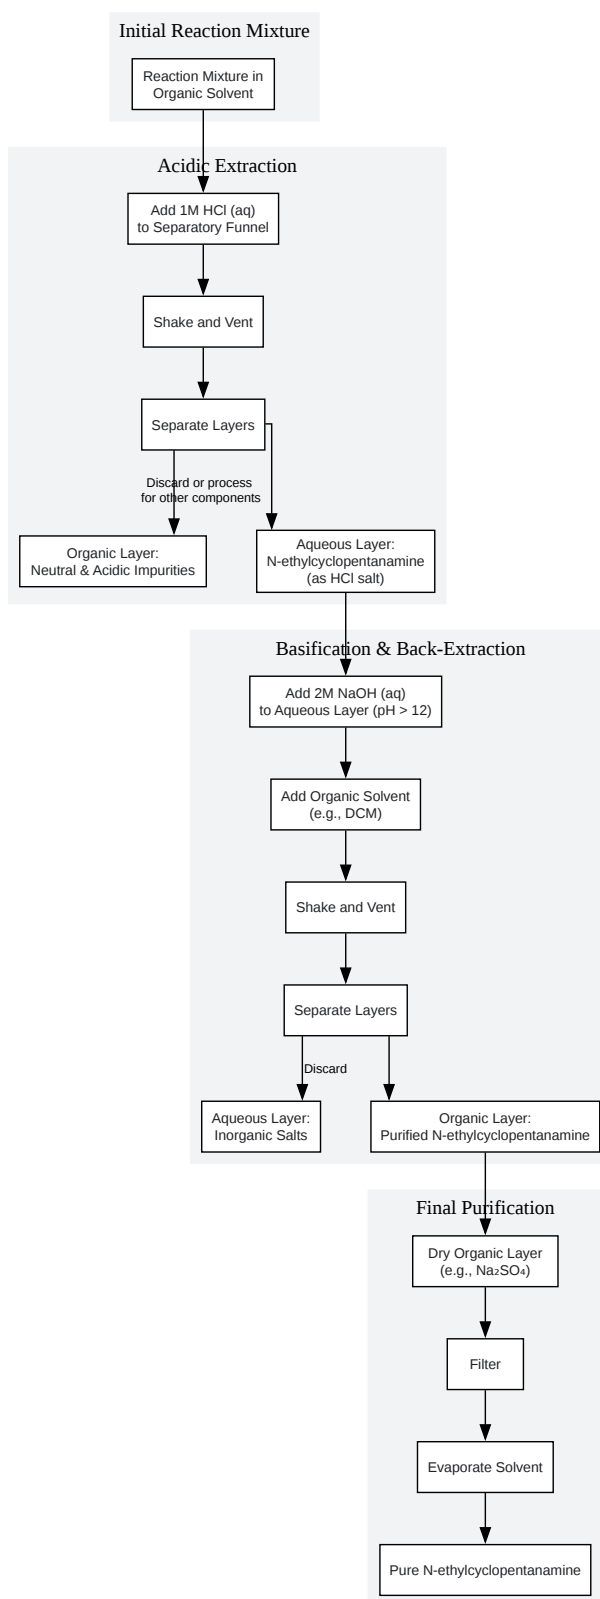 Initial Reaction Mixture
Reaction Mixture in
Organic Solvent
Acidic Extraction
Add 1M HCl (aq)
to Separatory Funnel
Shake and Vent
Separate Layers
Discard or process
for other components
Organic Layer:
Neutral & Acidic Impurities
Aqueous Layer:
N-ethylcyclopentanamine
(as HCl salt)
Basification & Back-Extraction
Add 2M NaOH (aq)
to Aqueous Layer (pH > 12)
Add Organic Solvent
(e.g., DCM)
Shake and Vent
Separate Layers
Discard
Aqueous Layer:
Inorganic Salts
Organic Layer:
Purified N-ethylcyclopentanamine
Final Purification
Dry Organic Layer
(e.g., Na₂SO₄)
Filter
Evaporate Solvent
Pure N-ethylcyclopentanamine